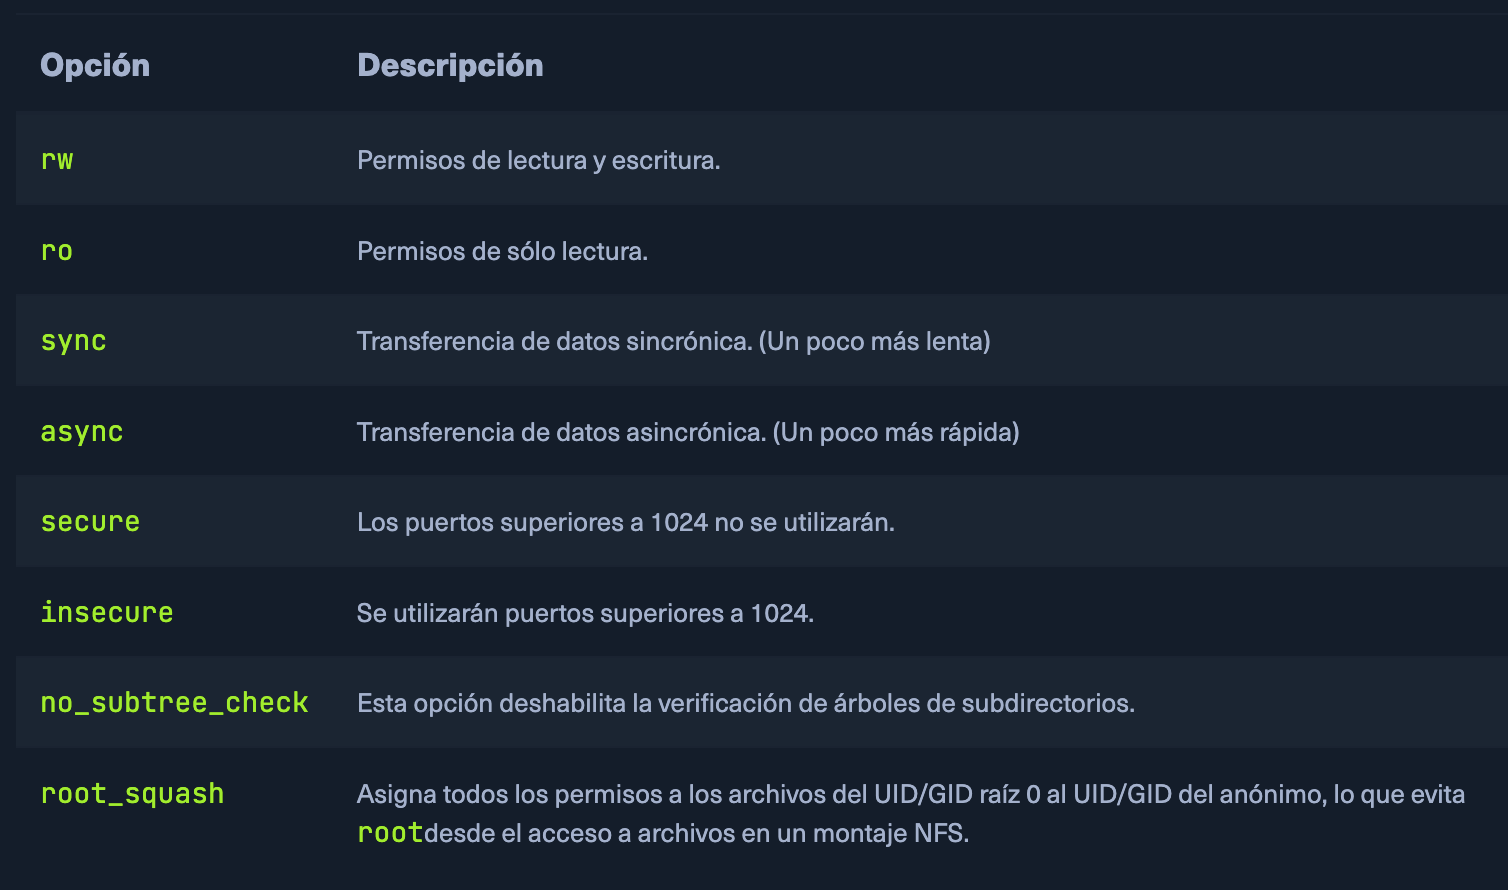 Opción Descripción
rw Permisos de lectura y escritura.
ro Permisos de sólo lectura.
sync Transferencia de datos sincrónica. (Un poco más lenta)
async Transferencia de datos asincrónica. (Un poco más rápida)
secure Los puertos superiores a 1024 no se utilizarán.
insecure Se utilizarán puertos superiores a 1024.
no_subtree_check Esta opción deshabilita la verificación de árboles de subdirectorios.
root_squash Asigna todos los permisos a los archivos del UID/GID raíz 0 al UID/GID del anónimo, lo que evita
rootdesde el acceso a archivos en un montaje NFS.